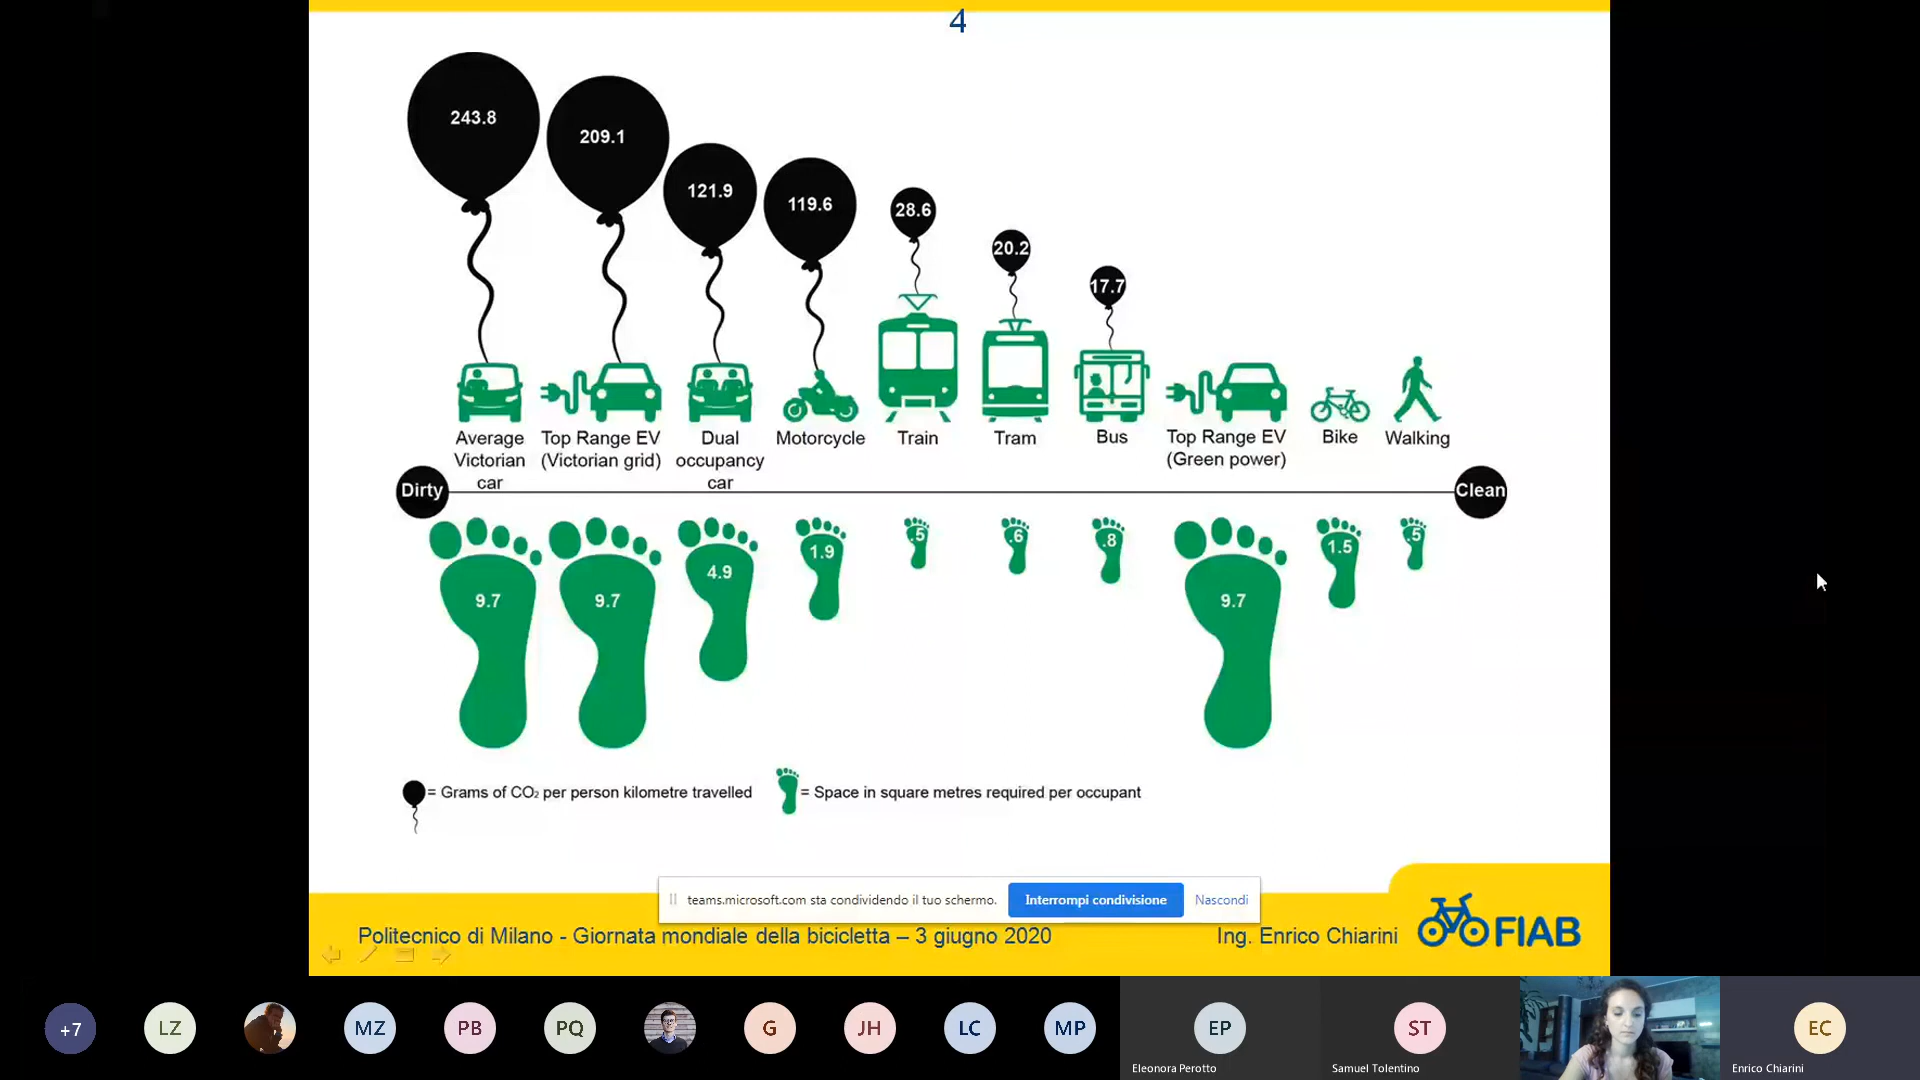 4
243.8
209.1
121.9
119.6
28.6
20.2
17.7
Average Victorian car
Top Range EV (Victorian grid)
Dual occupancy car
Motorcycle
Train
Tram
Bus
Top Range EV (Green power)
Bike
Walking
Dirty
Clean
9.7
9.7
4.9
1.9
.5
.6
.8
9.7
1.5
.5
= Grams of CO₂ per person kilometre travelled
= Space in square metres required per occupant
teams.microsoft.com sta condividendo il tuo schermo.
Interrompi condivisione
Nascondi
Politecnico di Milano - Giornata mondiale della bicicletta – 3 giugno 2020
Ing. Enrico Chiarini
FIAB
+7
LZ
MZ
PB
PQ
G
JH
LC
MP
EP
Eleonora Perotto
ST
Samuel Tolentino
EC
Enrico Chiarini